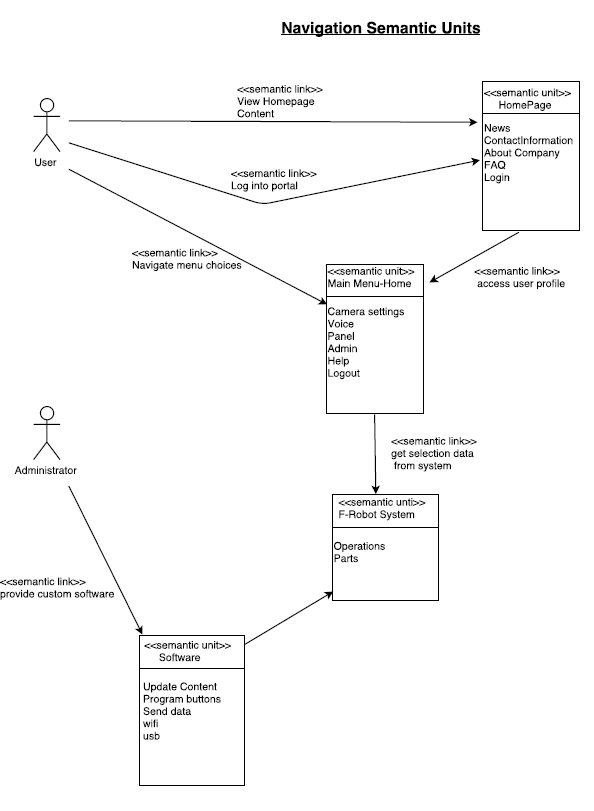 Navigation Semantic Units
<<semantic link>>
View Homepage
Content
<<semantic unit>>
HomePage
News
ContactInformation
About Company
FAQ
Login
User
<<semantic link>>
Log into portal
<<semantic link>>
Navigate menu choices
<<semantic unit>>
Main Menu-Home
Camera settings
Voice
Panel
Admin
Help
Logout
<<semantic link>>
access user profile
Administrator
<<semantic link>>
get selection data
from system
<<semantic unti>>
F-Robot System
Operations
Parts
<<semantic link>>
provide custom software
<<semantic unit>>
Software
Update Content
Program buttons
Send data
wifi
usb